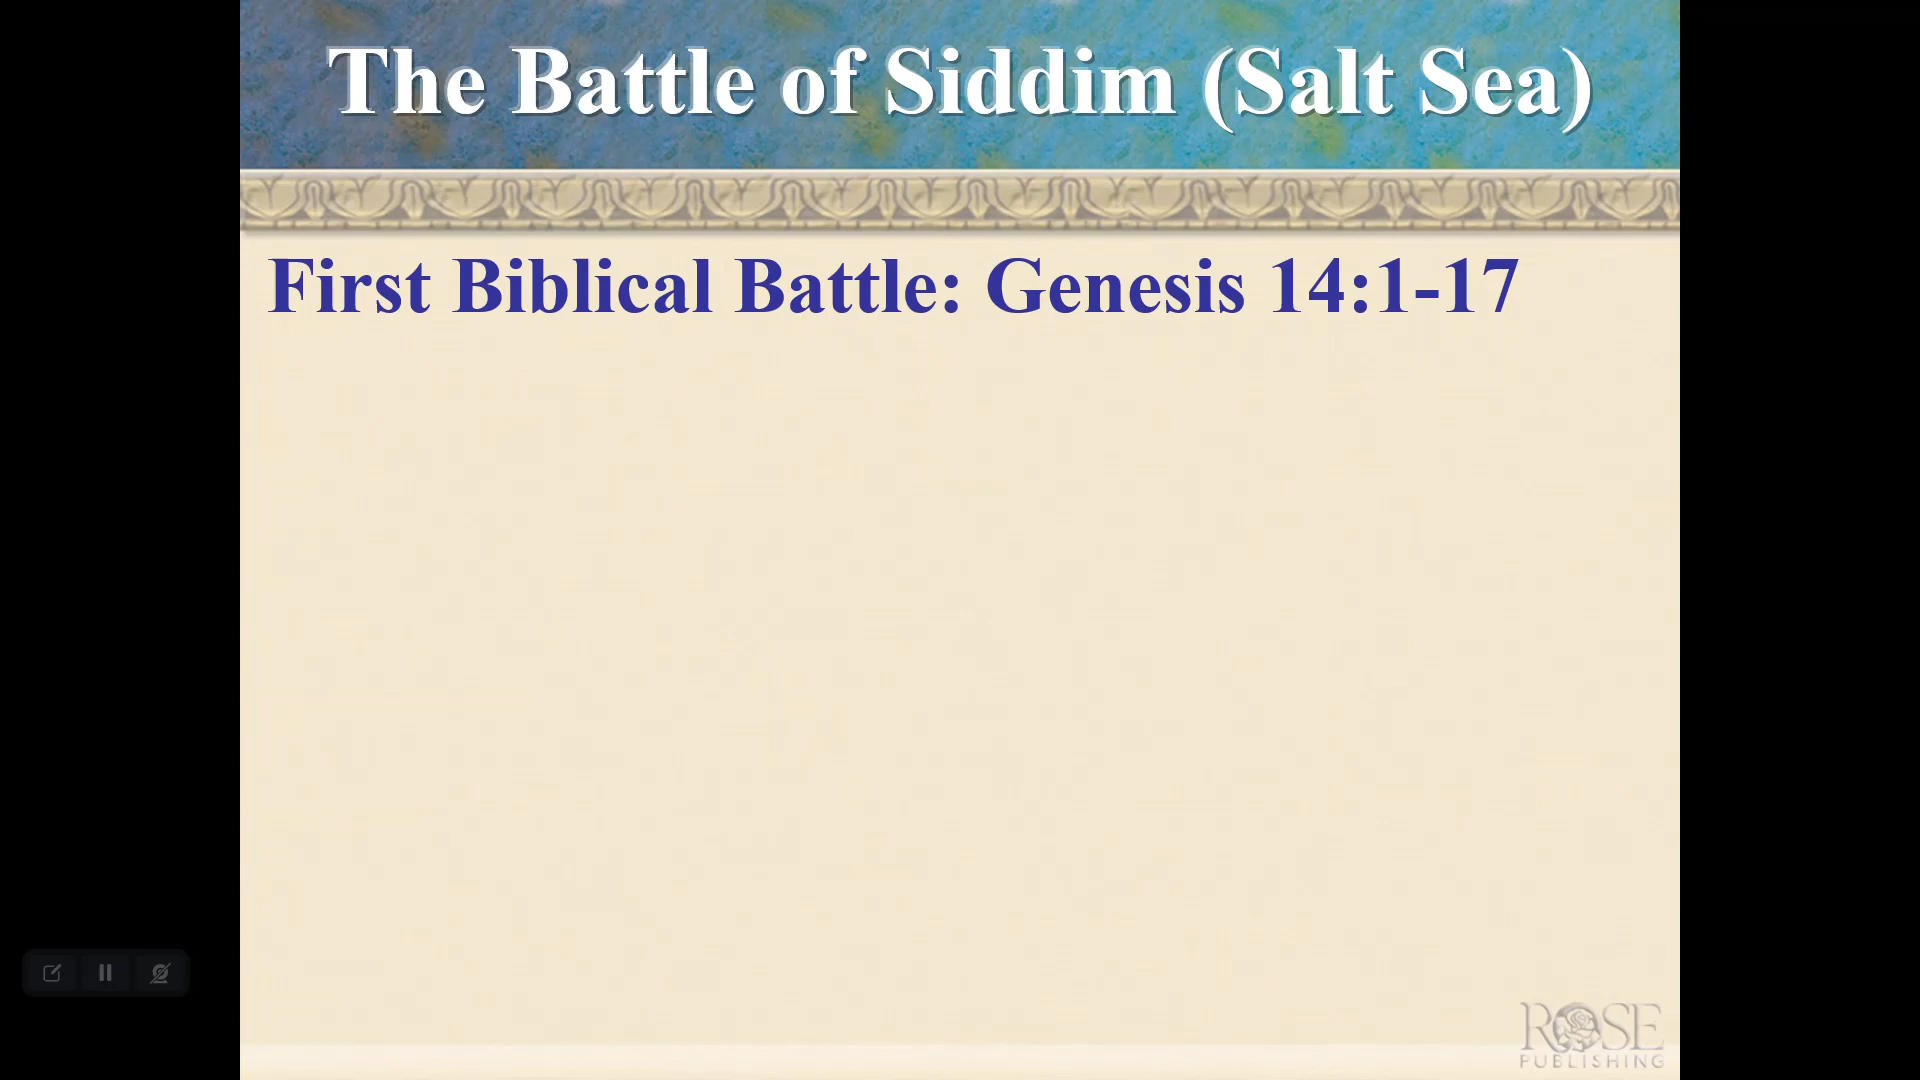 The Battle of Siddim (Salt Sea)
First Biblical Battle: Genesis 14:1-17
ROSE
PUBLISHING